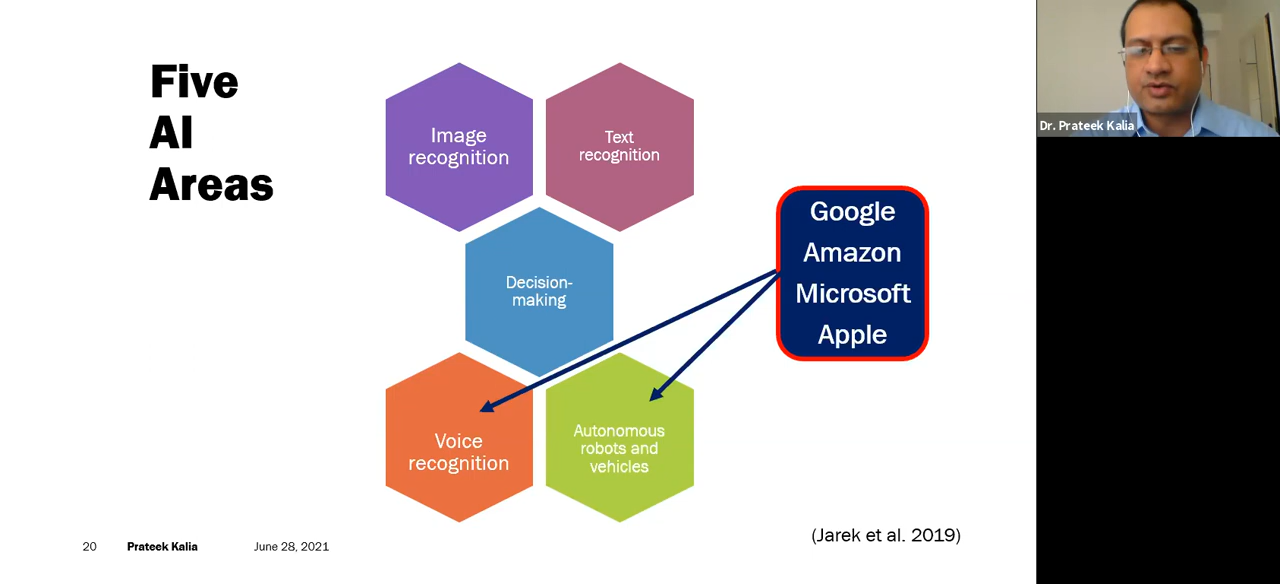 Five
AI
Areas
Image
recognition
Text
recognition
Decision-
making
Voice
recognition
Autonomous
robots and
vehicles
Google
Amazon
Microsoft
Apple
(Jarek et al. 2019)
20 Prateek Kalia June 28, 2021
Dr. Prateek Kalia